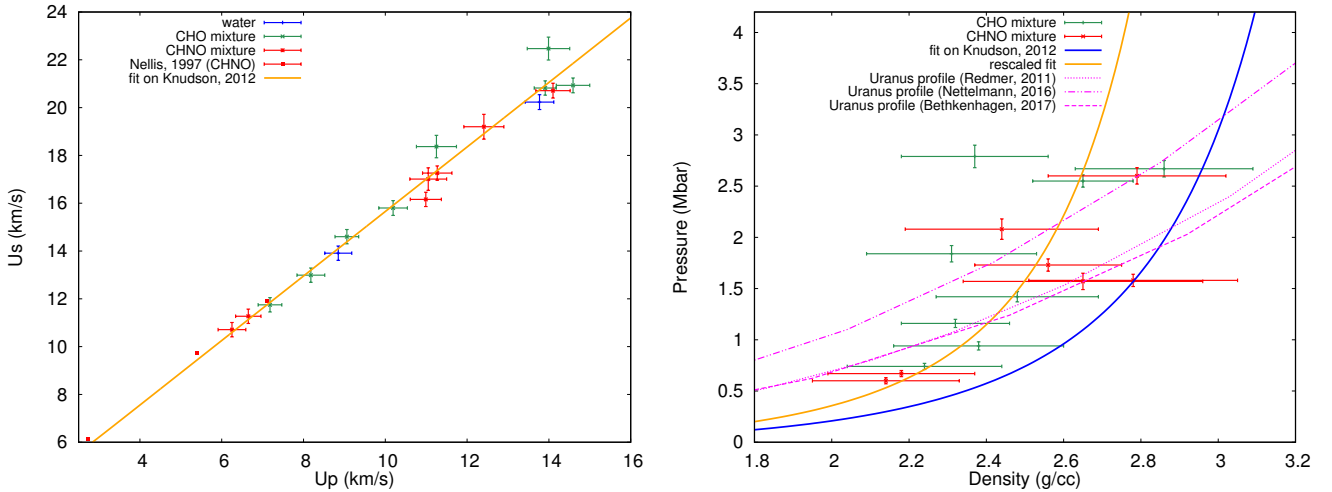 water
CHO mixture
CHNO mixture
Nellis, 1997 (CHNO)
fit on Knudson, 2012
24
22
20
18
16
14
12
10
8
6
Us (km/s)
4 6 8 10 12 14 16
Up (km/s)
CHO mixture
CHNO mixture
fit on Knudson, 2012
rescaled fit
Uranus profile (Redmer, 2011)
Uranus profile (Nettelmann, 2016)
Uranus profile (Bethkenhagen, 2017)
4
3.5
3
2.5
2
1.5
1
0.5
0
Pressure (Mbar)
1.8 2 2.2 2.4 2.6 2.8 3 3.2
Density (g/cc)